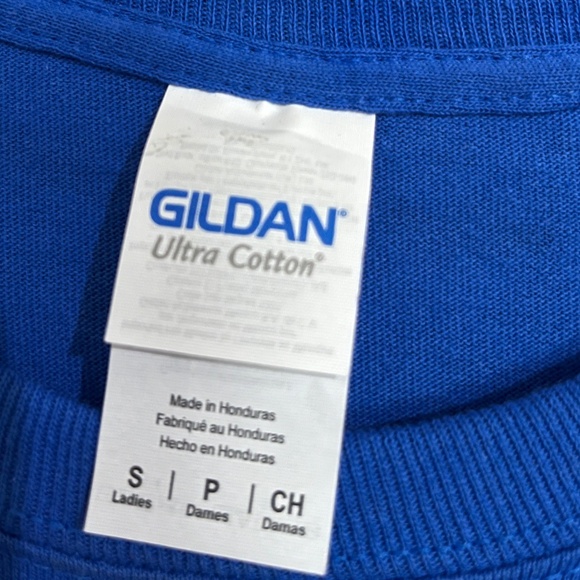 GILDAN®
Ultra Cotton®
Made in Honduras
Fabriqué au Honduras
Hecho en Honduras
S | P | CH
Ladies Dames Damas